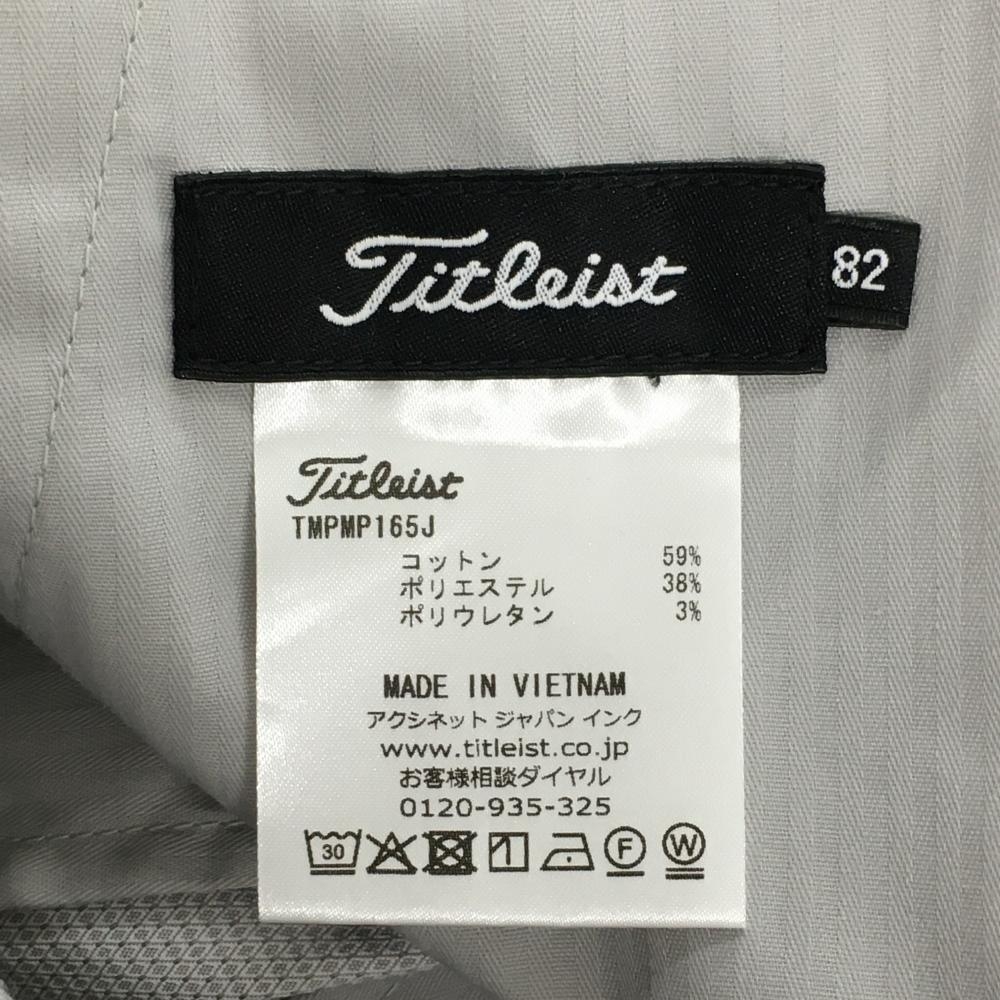 Titleist
82
Titleist
TMPMP165J
コットン 59%
ポリエステル 38%
ポリウレタン 3%
MADE IN VIETNAM
アクシネット ジャパン インク
www.titleist.co.jp
お客様相談ダイヤル
0120-935-325
30 F W